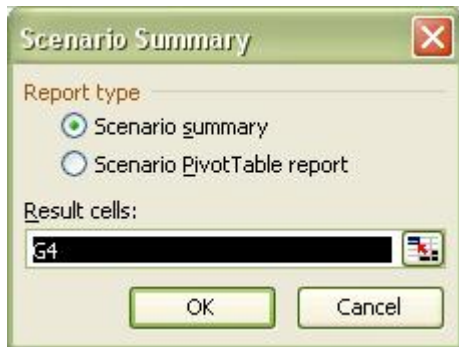 Scenario Summary
Report type
Scenario summary
Scenario PivotTable report
Result cells:
G4
OK Cancel